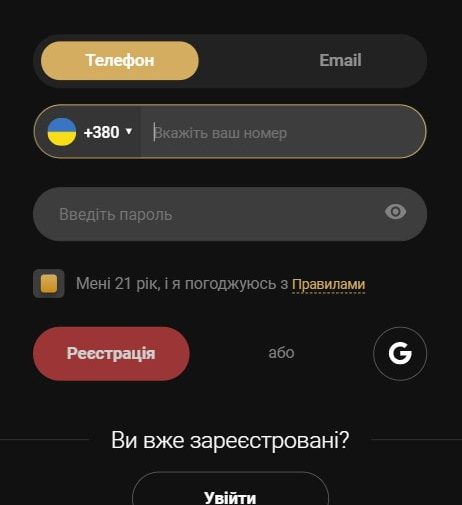 Телефон Email
+380 Вкажіть ваш номер
Введіть пароль
Мені 21 рік, і я погоджуюсь з Правилами
Реєстрація або G
Ви вже зареєстровані?
Увійти